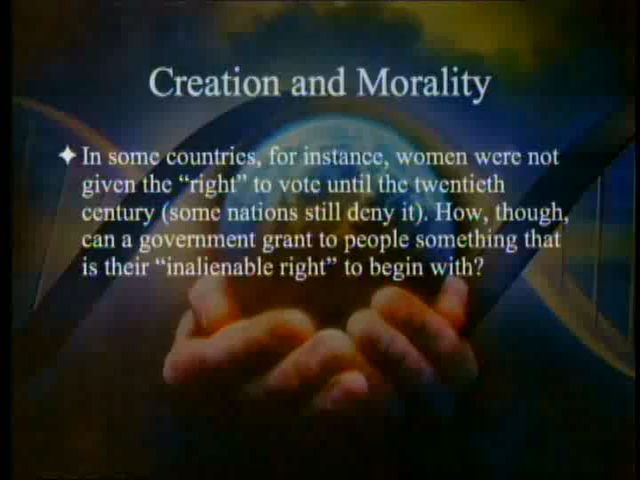 Creation and Morality
In some countries, for instance, women were not
given the “right” to vote until the twentieth
century (some nations still deny it). How, though,
can a government grant to people something that
is their “inalienable right” to begin with?